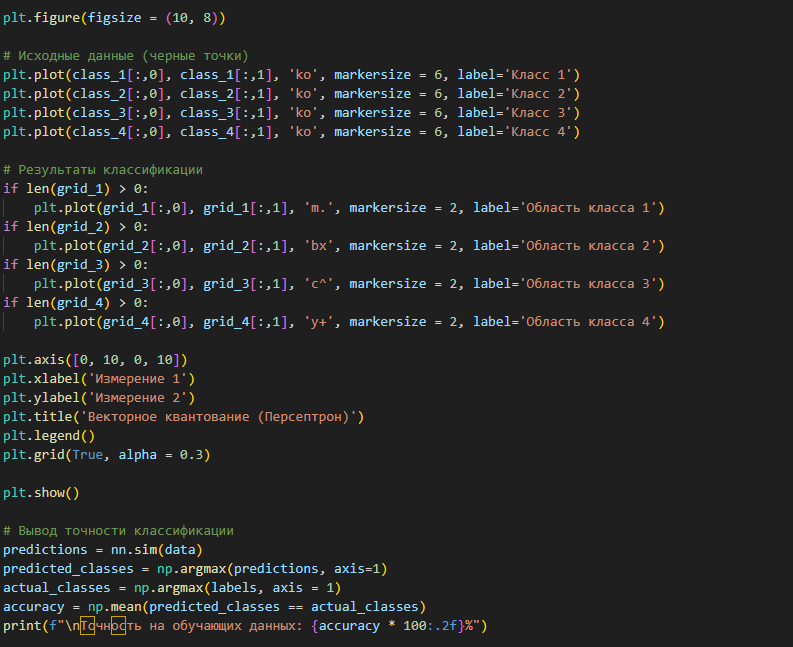 plt.figure(figsize = (10, 8))
# Исходные данные (черные точки)
plt.plot(class_1[:,0], class_1[:,1], 'ko', markersize = 6, label='Класс 1')
plt.plot(class_2[:,0], class_2[:,1], 'ko', markersize = 6, label='Класс 2')
plt.plot(class_3[:,0], class_3[:,1], 'ko', markersize = 6, label='Класс 3')
plt.plot(class_4[:,0], class_4[:,1], 'ko', markersize = 6, label='Класс 4')
# Результаты классификации
if len(grid_1) > 0:
    plt.plot(grid_1[:,0], grid_1[:,1], 'm.', markersize = 2, label='Область класса 1')
if len(grid_2) > 0:
    plt.plot(grid_2[:,0], grid_2[:,1], 'bx', markersize = 2, label='Область класса 2')
if len(grid_3) > 0:
    plt.plot(grid_3[:,0], grid_3[:,1], 'c^', markersize = 2, label='Область класса 3')
if len(grid_4) > 0:
    plt.plot(grid_4[:,0], grid_4[:,1], 'y+', markersize = 2, label='Область класса 4')
plt.axis([0, 10, 0, 10])
plt.xlabel('Измерение 1')
plt.ylabel('Измерение 2')
plt.title('Векторное квантование (Персептрон)')
plt.legend()
plt.grid(True, alpha = 0.3)
plt.show()
# Вывод точности классификации
predictions = nn.sim(data)
predicted_classes = np.argmax(predictions, axis=1)
actual_classes = np.argmax(labels, axis = 1)
accuracy = np.mean(predicted_classes == actual_classes)
print(f"\nТочность на обучающих данных: {accuracy * 100:.2f}%")